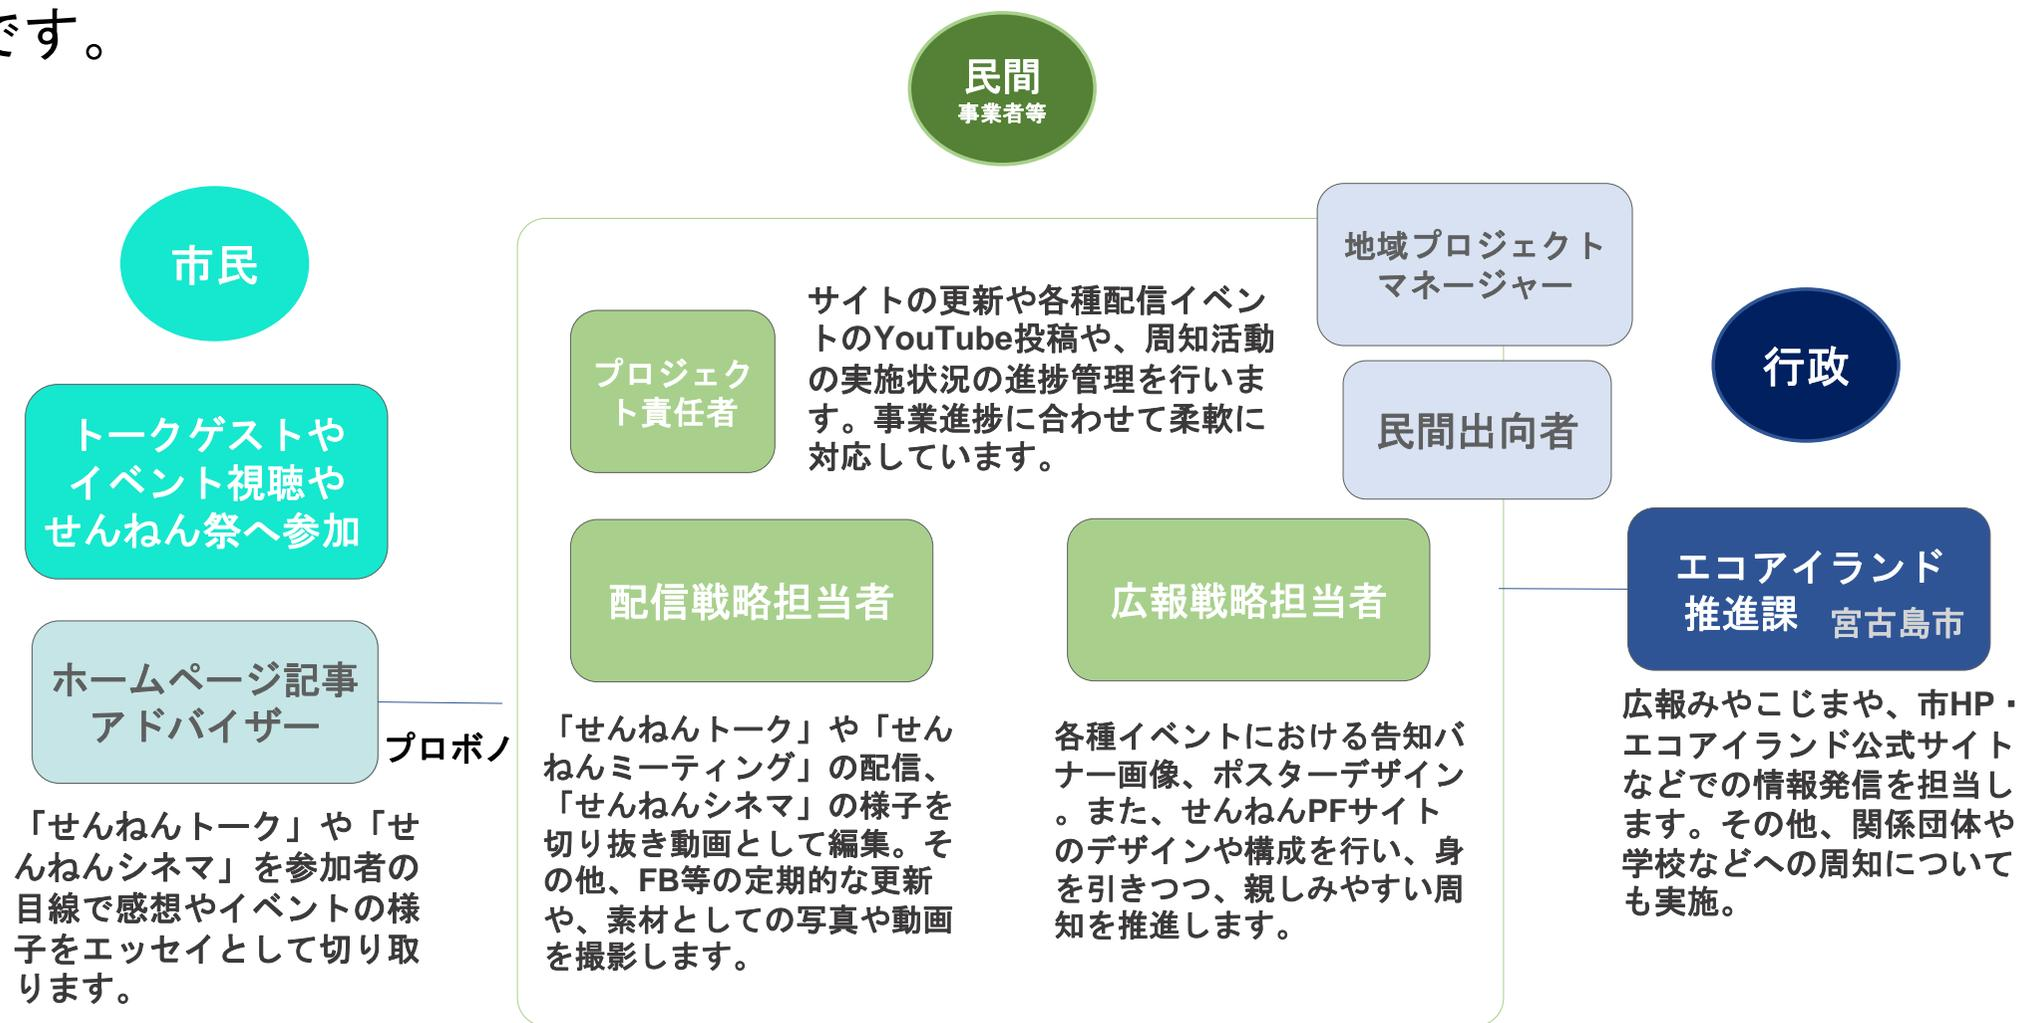 です。
民間
事業者等
市民
トークゲストや
イベント視聴や
せんねん祭へ参加
ホームページ記事
アドバイザー
プロボノ
「せんねんトーク」や「せ
んねんシネマ」を参加者の
目線で感想やイベントの様
子をエッセイとして切り取
ります。
プロジェク
ト責任者
サイトの更新や各種配信イベン
トのYouTube投稿や、周知活動
の実施状況の進捗管理を行いま
す。事業進捗に合わせて柔軟に
対応しています。
地域プロジェクト
マネージャー
民間出向者
配信戦略担当者
「せんねんトーク」や「せん
ねんミーティング」の配信、
「せんねんシネマ」の様子を
切り抜き動画として編集。そ
の他、FB等の定期的な更新
や、素材としての写真や動画
を撮影します。
広報戦略担当者
各種イベントにおける告知バ
ナー画像、ポスターデザイン
。また、せんねんPFサイト
のデザインや構成を行い、身
を引きつつ、親しみやすい周
知を推進します。
行政
エコアイランド
推進課 宮古島市
広報みやこじまや、市HP・
エコアイランド公式サイト
などでの情報発信を担当し
ます。その他、関係団体や
学校などへの周知について
も実施。